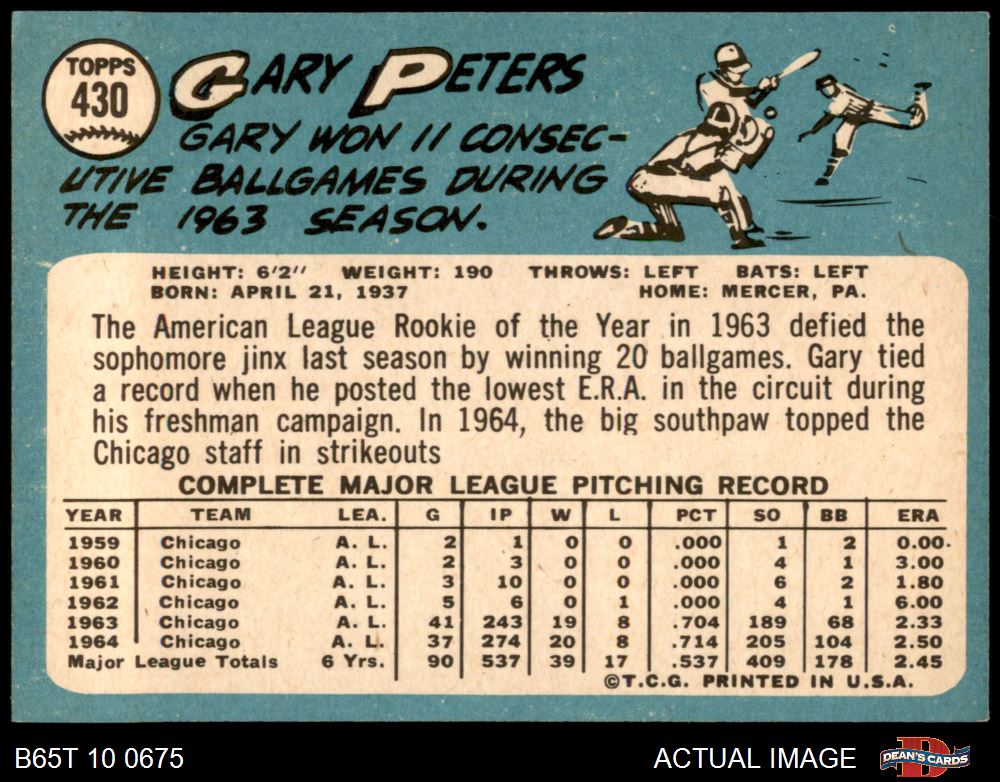 TOPPS
430
GARY PETERS
GARY WON 11 CONSEC-
UTIVE BALLGAMES DURING
THE 1963 SEASON.
HEIGHT: 6'2" WEIGHT: 190 THROWS: LEFT BATS: LEFT
BORN: APRIL 21, 1937 HOME: MERCER, PA.
The American League Rookie of the Year in 1963 defied the
sophomore jinx last season by winning 20 ballgames. Gary tied
a record when he posted the lowest E.R.A. in the circuit during
his freshman campaign. In 1964, the big southpaw topped the
Chicago staff in strikeouts
COMPLETE MAJOR LEAGUE PITCHING RECORD
YEAR TEAM LEA. G IP W L PCT SO BB ERA
1959 Chicago A. L. 2 1 0 0 .000 1 2 0.00
1960 Chicago A. L. 2 3 0 0 .000 4 1 3.00
1961 Chicago A. L. 3 10 0 0 .000 6 2 1.80
1962 Chicago A. L. 5 6 0 1 .000 4 1 6.00
1963 Chicago A. L. 41 243 19 8 .704 189 68 2.33
1964 Chicago A. L. 37 274 20 8 .714 205 104 2.50
Major League Totals 6 Yrs. 90 537 39 17 .537 409 178 2.45
©T.C.G. PRINTED IN U.S.A.
B65T 10 0675 ACTUAL IMAGE DEAN'S CARDS